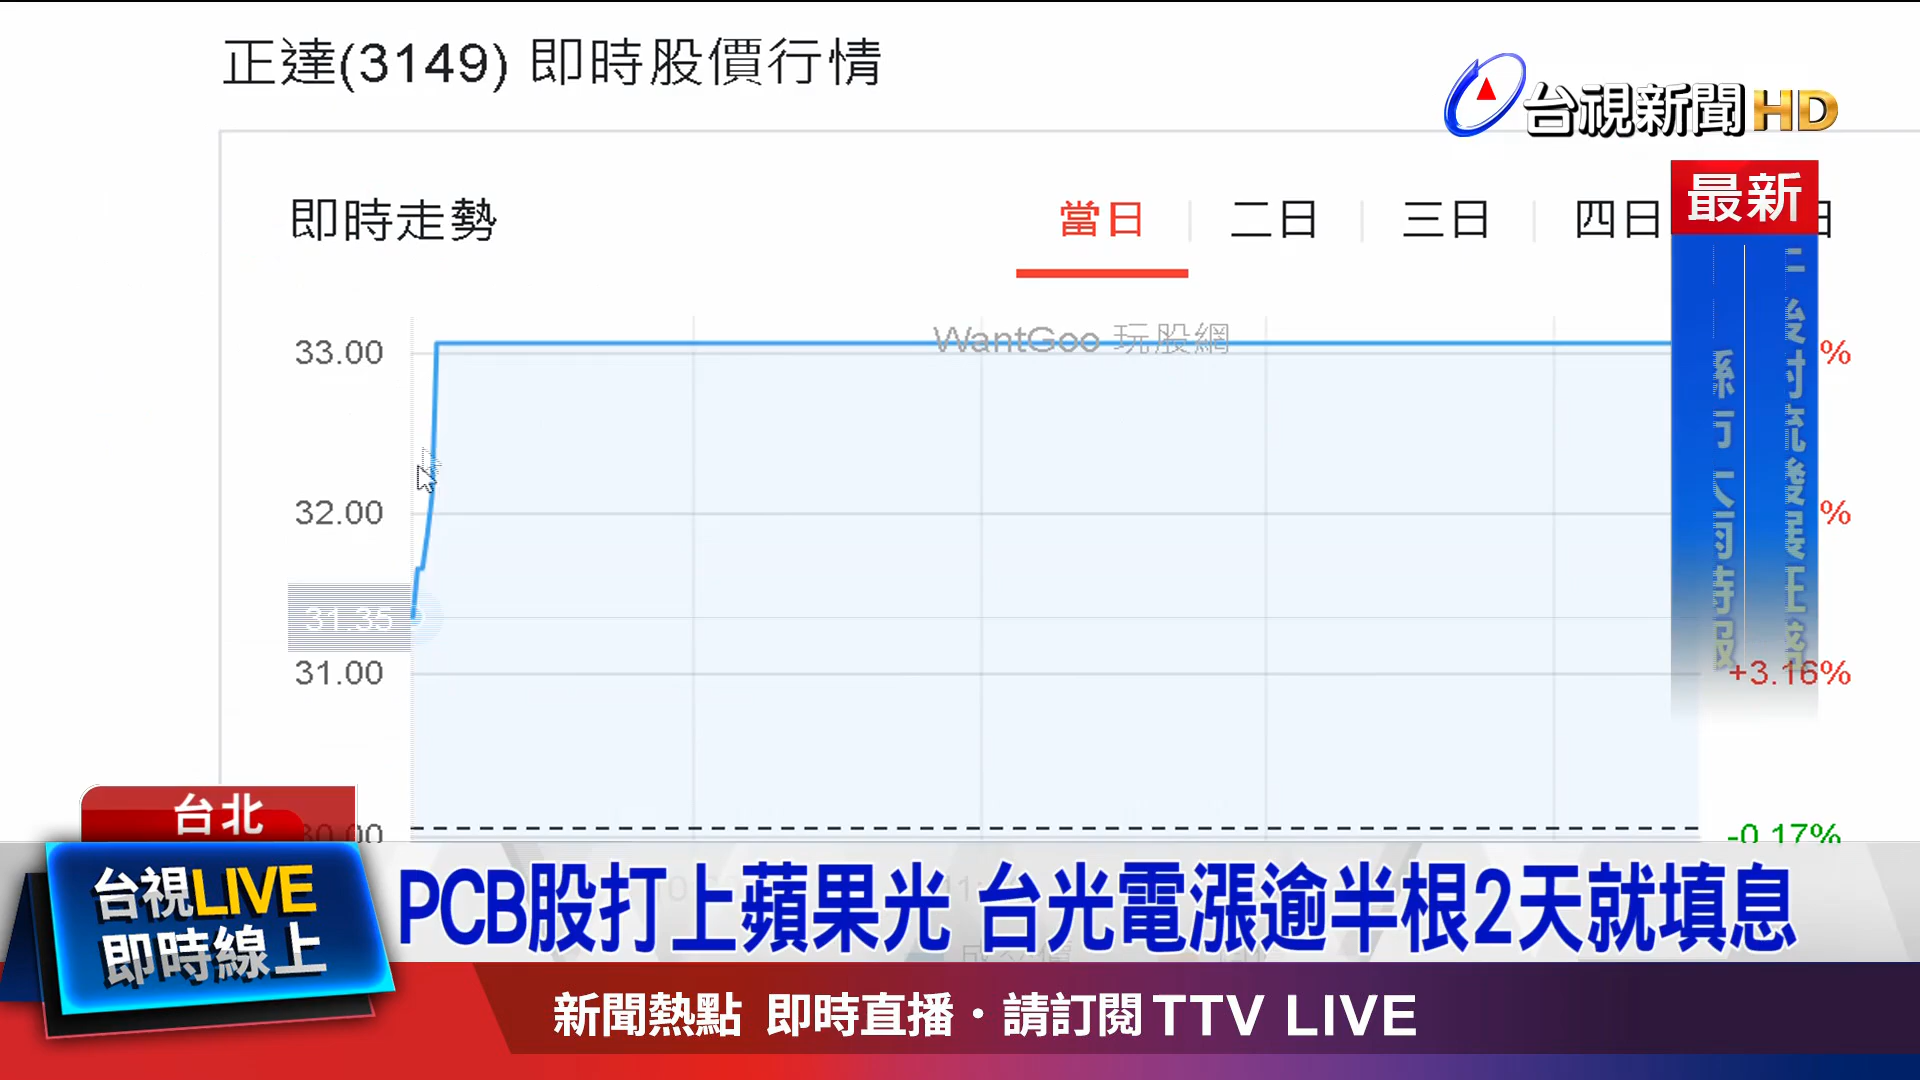 正達(3149) 即時股價行情
台視新聞HD
最新
即時走勢
當日
二日
三日
四日
日
WantGoo 玩股網
33.00
%
32.00
%
31.35
31.00
+3.16%
台北
-0.17%
台視LIVE
即時線上
PCB股打上蘋果光 台光電漲逾半根2天就填息
新聞熱點 即時直播・請訂閱TTV LIVE